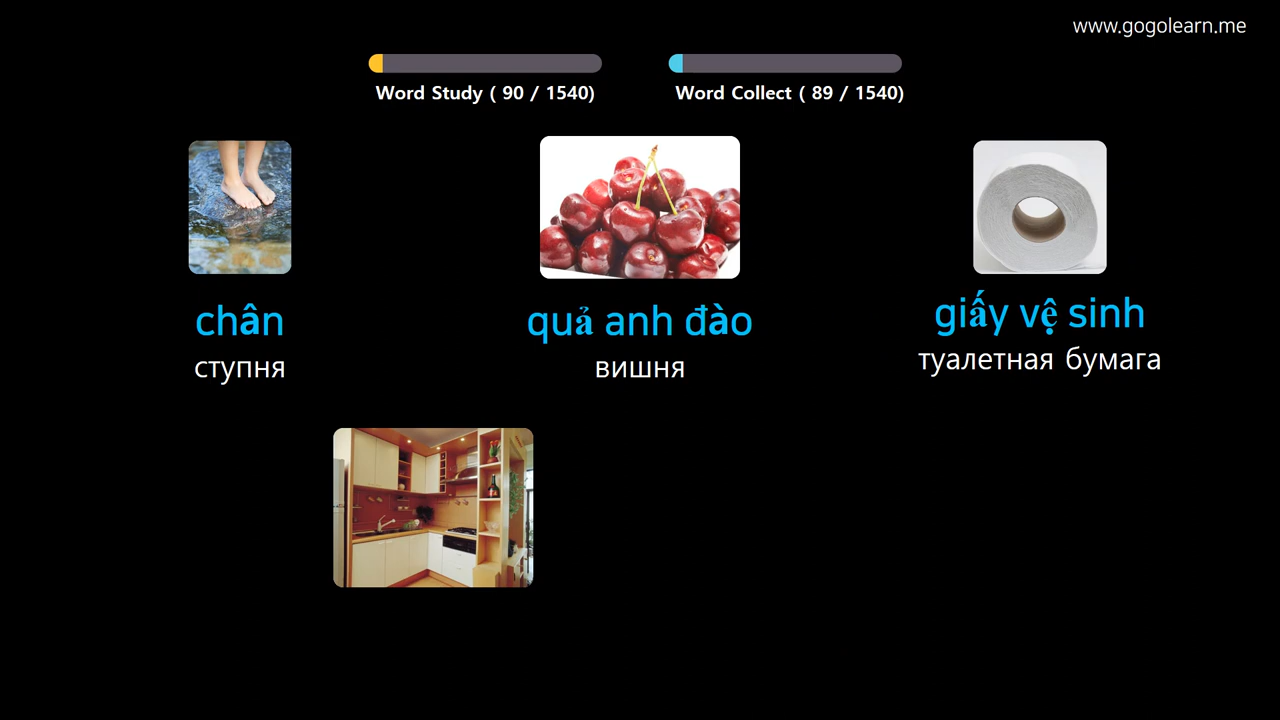 www.gogolearn.me
Word Study ( 90 / 1540)
Word Collect ( 89 / 1540)
chân
ступня
quả anh đào
вишня
giấy vệ sinh
туалетная бумага